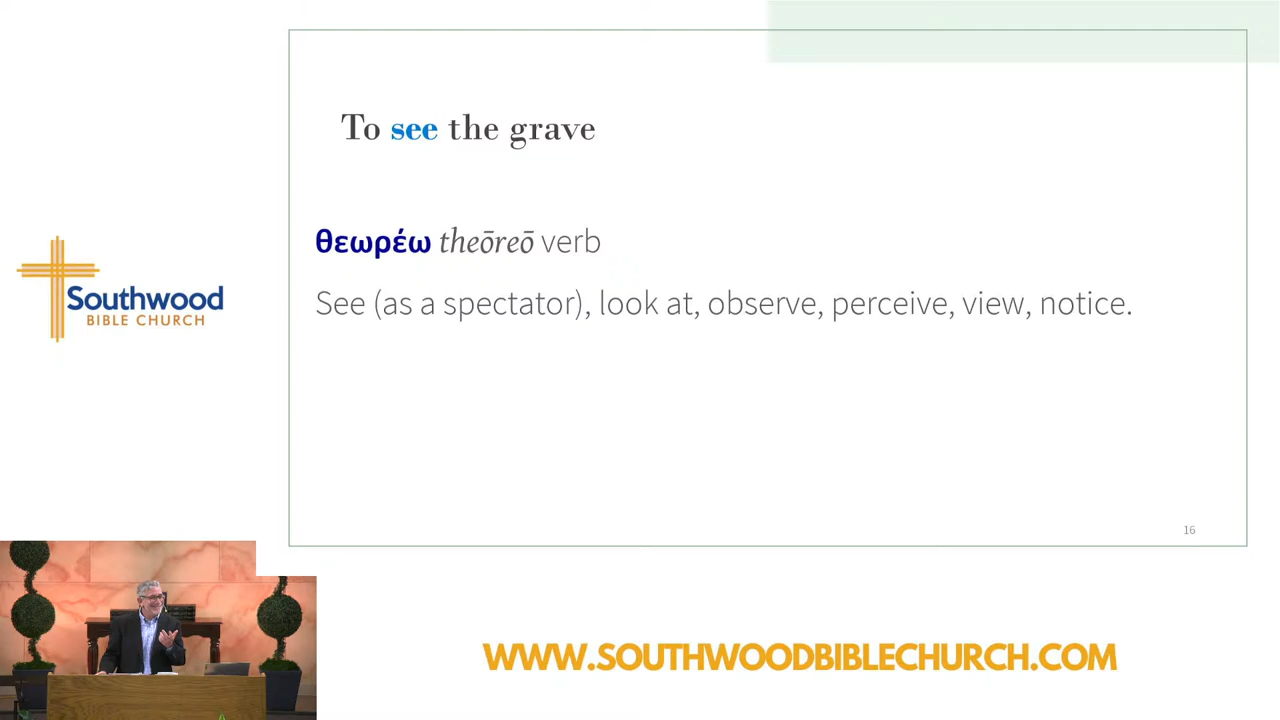 To see the grave
θεωρέω theōreō verb
See (as a spectator), look at, observe, perceive, view, notice.
16
Southwood
BIBLE CHURCH
WWW.SOUTHWOODBIBLECHURCH.COM